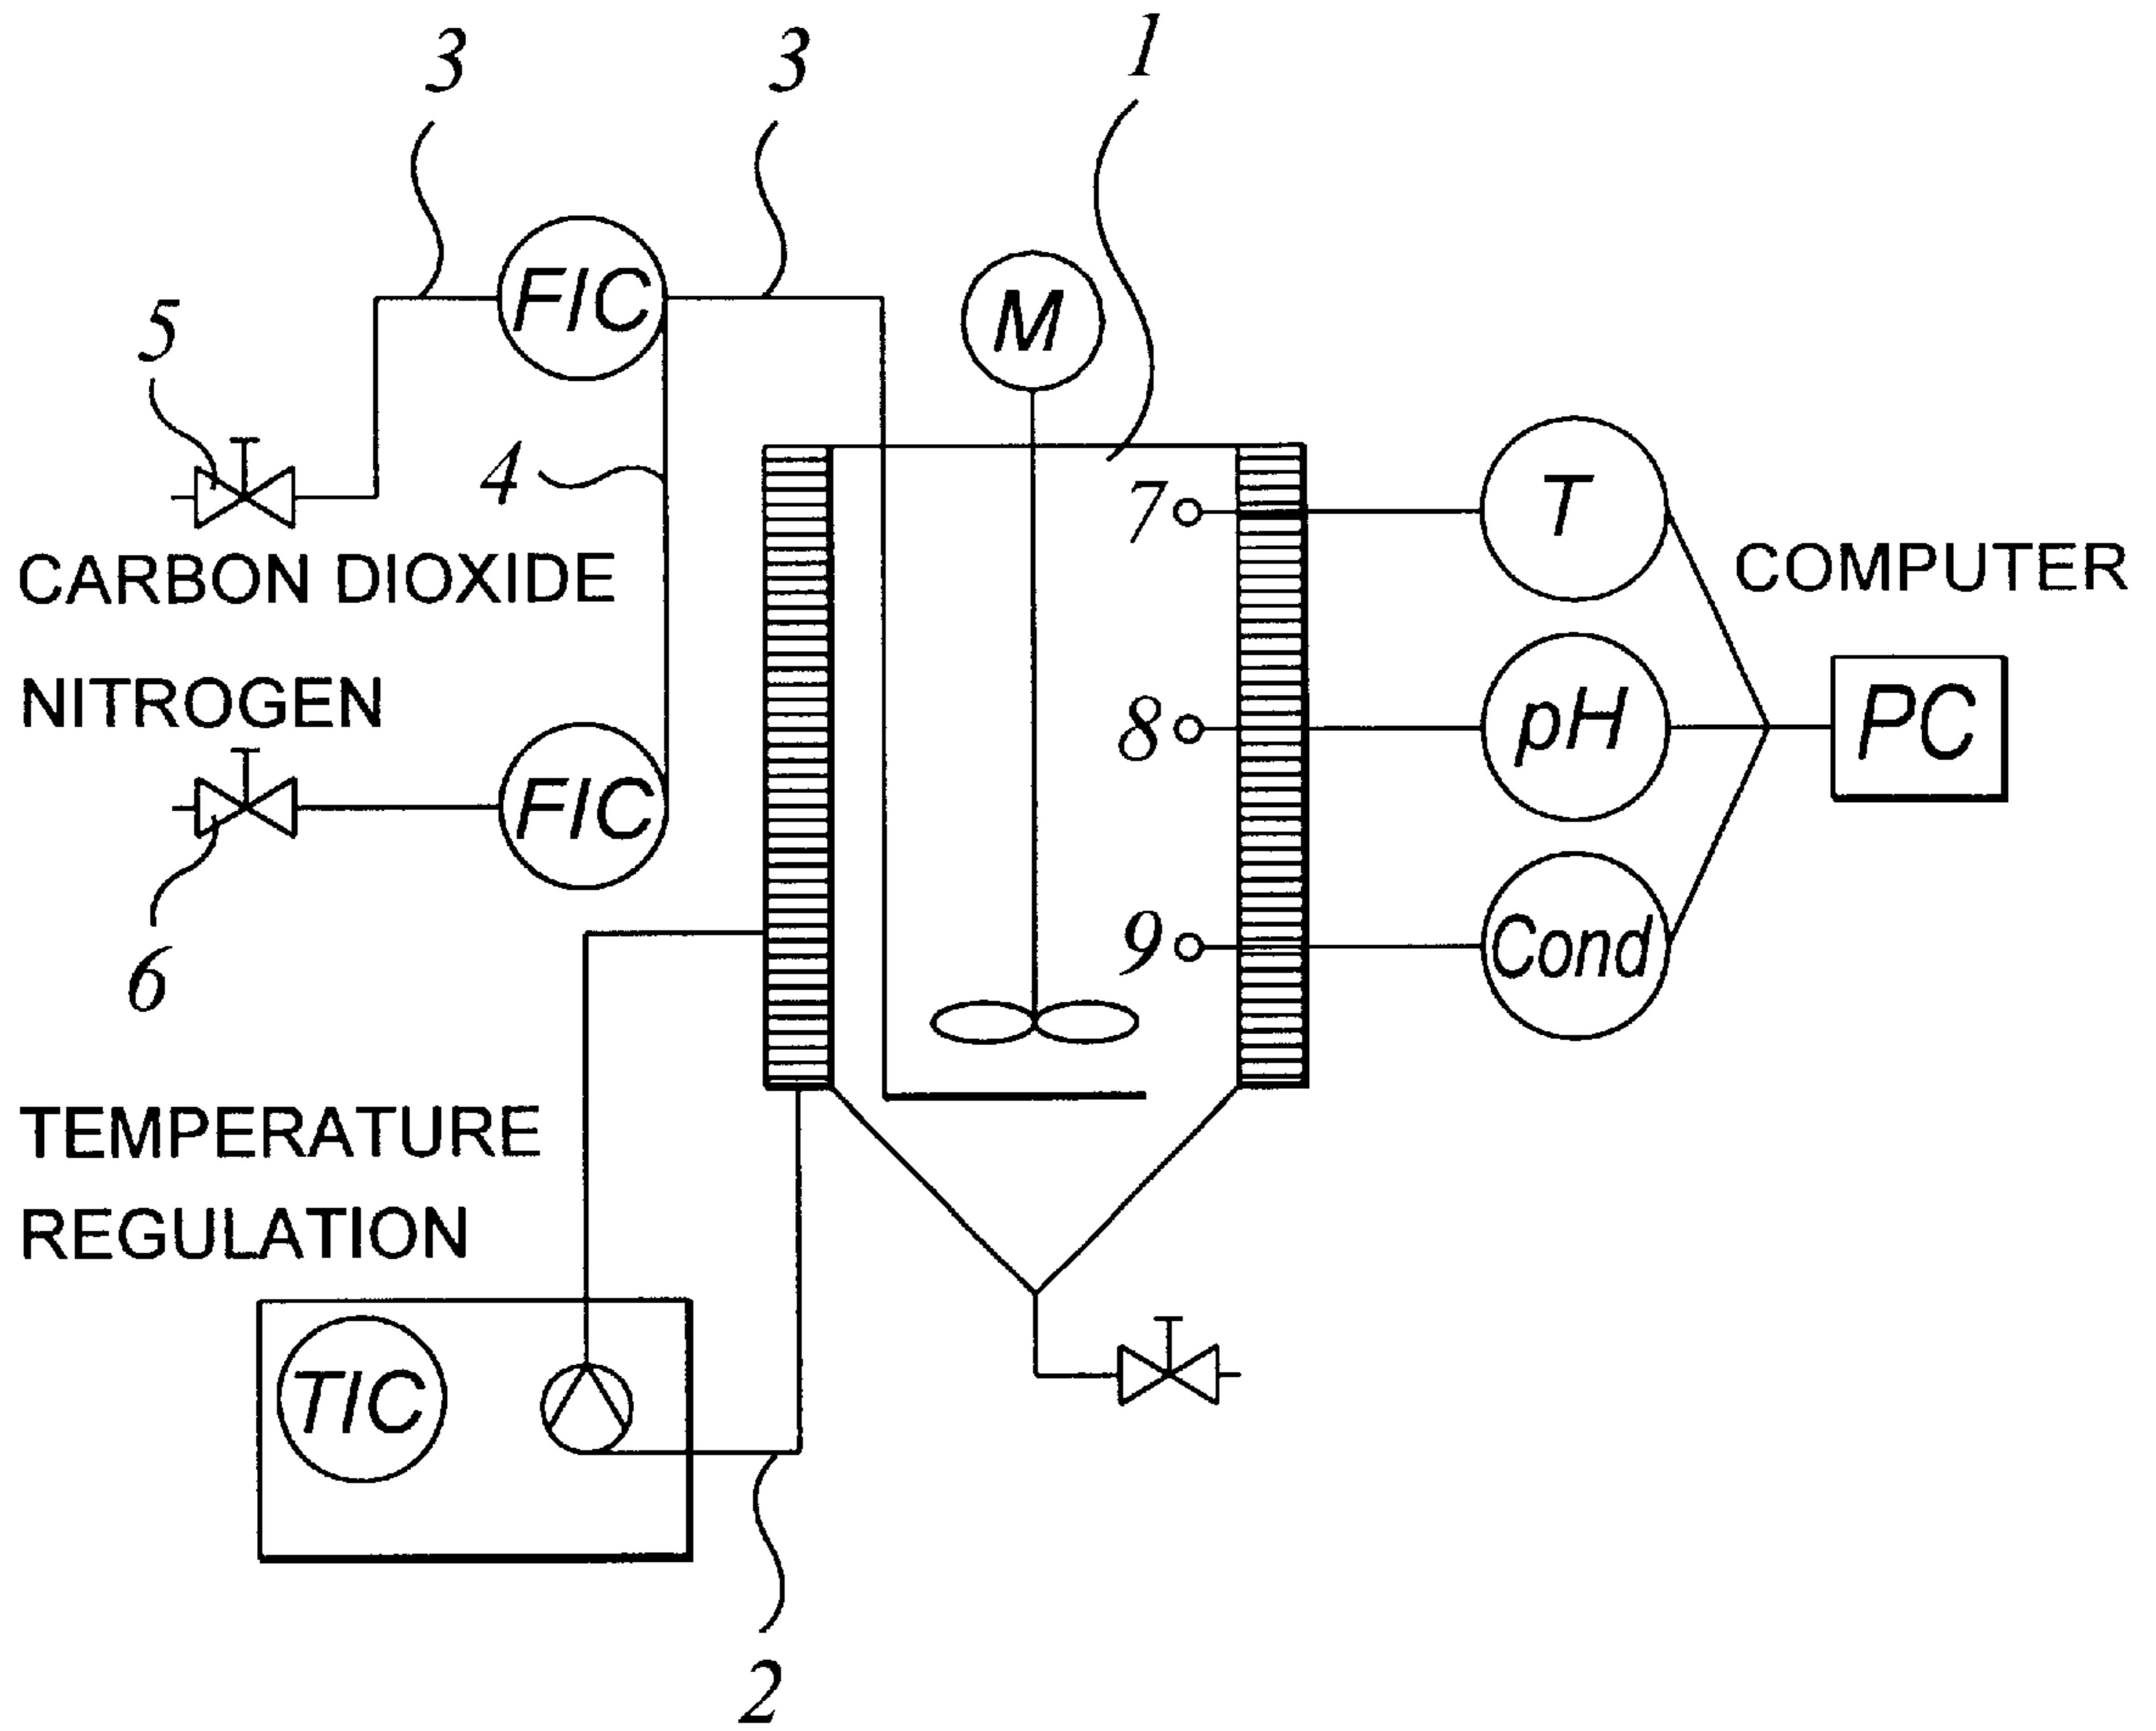 3
3
1
5
FIC
M
4
7
T
CARBON DIOXIDE
COMPUTER
NITROGEN
8
pH
PC
FIC
6
9
Cond
TEMPERATURE
REGULATION
TIC
2